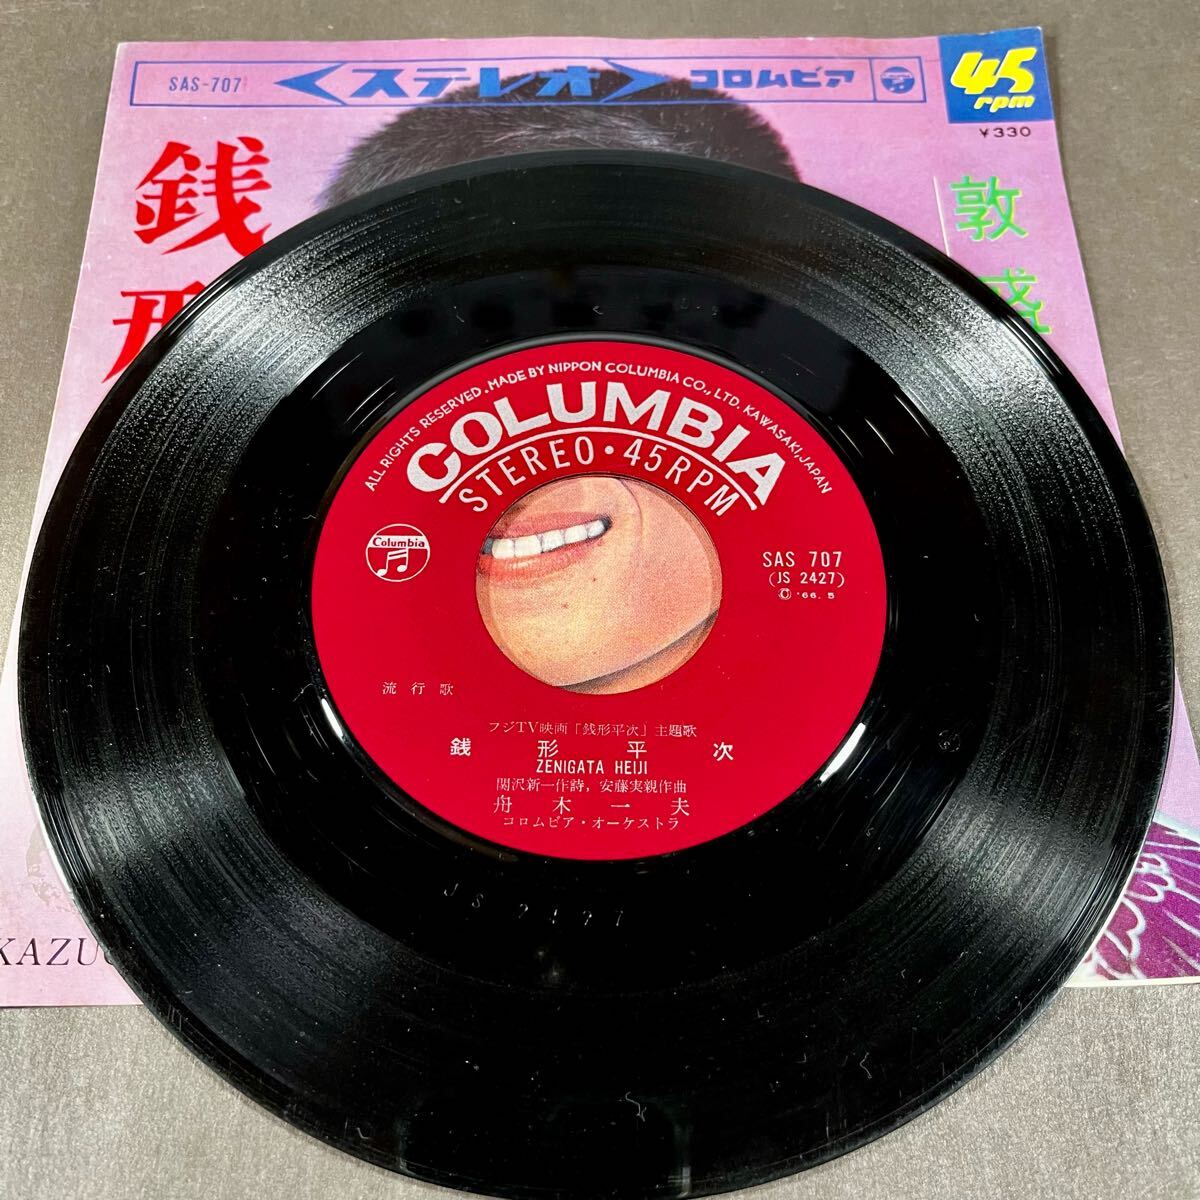 SAS-707
<ステレオ>
コロムビア
45
rpm
¥330
銭
敦
盛
ALL RIGHTS RESERVED. MADE BY NIPPON COLUMBIA CO., LTD. KAWASAKI, JAPAN
COLUMBIA
STEREO・45RPM
Columbia
SAS 707
(JS 2427)
© '66. 5
流行歌
フジTV映画「銭形平次」主題歌
銭形平次
ZENIGATA HEIJI
関沢新一作詩, 安藤実親作曲
舟木一夫
コロムビア・オーケストラ
JS 2427
KAZUO